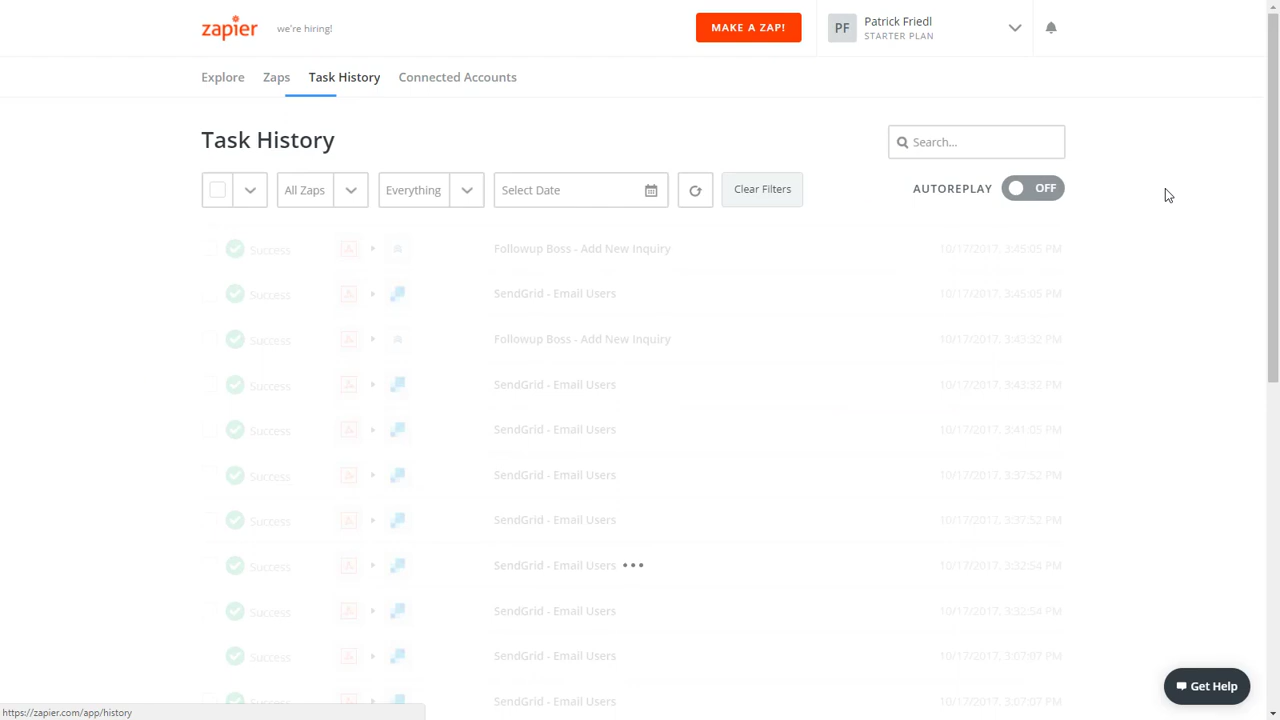 zapier we're hiring! MAKE A ZAP! PF Patrick Friedl
STARTER PLAN
Explore Zaps Task History Connected Accounts
Task History Search...
All Zaps Everything Select Date Clear Filters AUTOREPLAY OFF
Success Followup Boss - Add New Inquiry 10/17/2017, 3:45:05 PM
Success SendGrid - Email Users 10/17/2017, 3:45:05 PM
Success Followup Boss - Add New Inquiry 10/17/2017, 3:43:32 PM
Success SendGrid - Email Users 10/17/2017, 3:43:32 PM
Success SendGrid - Email Users 10/17/2017, 3:41:05 PM
Success SendGrid - Email Users 10/17/2017, 3:37:52 PM
Success SendGrid - Email Users 10/17/2017, 3:37:52 PM
Success SendGrid - Email Users 10/17/2017, 3:32:54 PM
Success SendGrid - Email Users 10/17/2017, 3:32:54 PM
Success SendGrid - Email Users 10/17/2017, 3:07:07 PM
Success SendGrid - Email Users 10/17/2017, 3:07:07 PM
Get Help
https://zapier.com/app/history